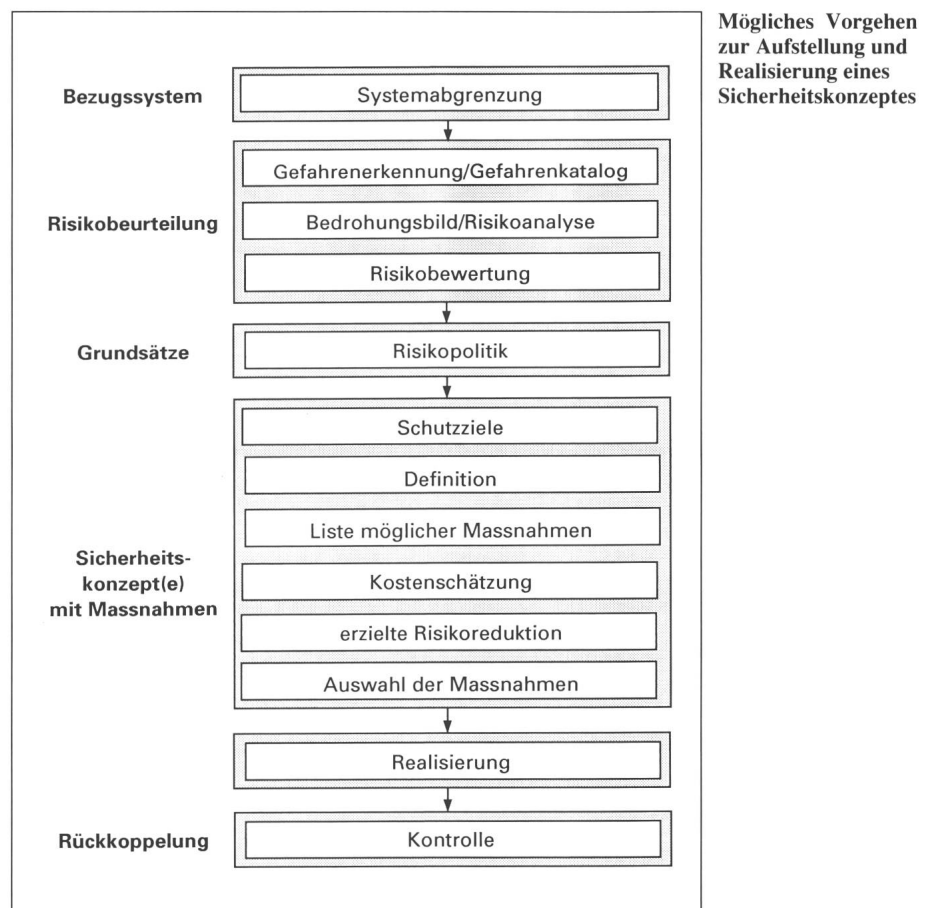 Mögliches Vorgehen
zur Aufstellung und
Realisierung eines
Sicherheitskonzeptes
Bezugssystem
Systemabgrenzung
Risikobeurteilung
Gefahrenerkennung/Gefahrenkatalog
Bedrohungsbild/Risikoanalyse
Risikobewertung
Grundsätze
Risikopolitik
Sicherheits-
konzept(e)
mit Massnahmen
Schutzziele
Definition
Liste möglicher Massnahmen
Kostenschätzung
erzielte Risikoreduktion
Auswahl der Massnahmen
Realisierung
Rückkoppelung
Kontrolle